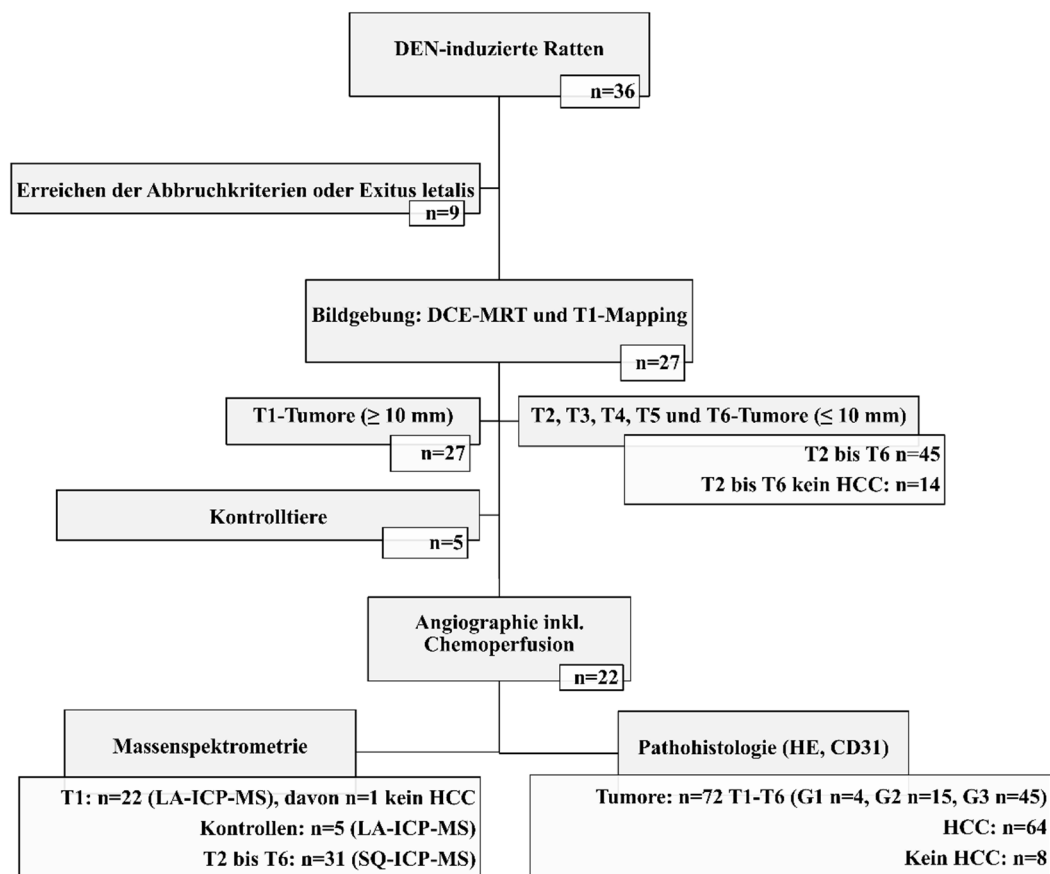 DEN-induzierte Ratten
n=36
Erreichen der Abbruchkriterien oder Exitus letalis
n=9
Bildgebung: DCE-MRT und T1-Mapping
n=27
T1-Tumore (≥ 10 mm)
n=27
T2, T3, T4, T5 und T6-Tumore (≤ 10 mm)
T2 bis T6 n=45
T2 bis T6 kein HCC: n=14
Kontrolltiere
n=5
Angiographie inkl.
Chemoperfusion
n=22
Massenspektrometrie
T1: n=22 (LA-ICP-MS), davon n=1 kein HCC
Kontrollen: n=5 (LA-ICP-MS)
T2 bis T6: n=31 (SQ-ICP-MS)
Pathohistologie (HE, CD31)
Tumore: n=72 T1-T6 (G1 n=4, G2 n=15, G3 n=45)
HCC: n=64
Kein HCC: n=8